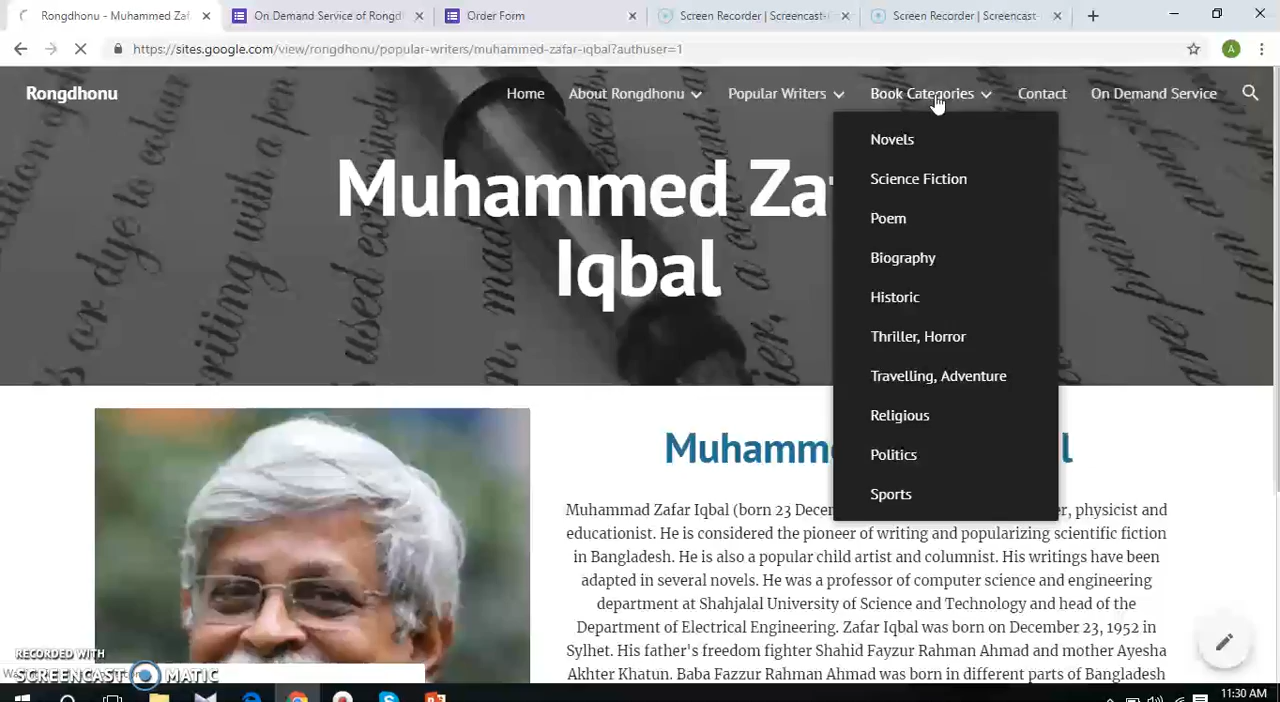 Rongdhonu - Muhammed Zaf
On Demand Service of Rongd
Order Form
Screen Recorder | Screencast-
Screen Recorder | Screencast-
https://sites.google.com/view/rongdhonu/popular-writers/muhammed-zafar-iqbal?authuser=1
A
Rongdhonu
Home
About Rongdhonu
Popular Writers
Book Categories
Contact
On Demand Service
Novels
Science Fiction
Poem
Biography
Historic
Thriller, Horror
Travelling, Adventure
Religious
Politics
Sports
Muhammed Za
Iqbal
Muhamm
l
Muhammad Zafar Iqbal (born 23 Decem er, physicist and
educationist. He is considered the pioneer of writing and popularizing scientific fiction
in Bangladesh. He is also a popular child artist and columnist. His writings have been
adapted in several novels. He was a professor of computer science and engineering
department at Shahjalal University of Science and Technology and head of the
Department of Electrical Engineering. Zafar Iqbal was born on December 23, 1952 in
Sylhet. His father's freedom fighter Shahid Fayzur Rahman Ahmad and mother Ayesha
Akhter Khatun. Baba Fazzur Rahman Ahmad was born in different parts of Bangladesh
RECORDED WITH
SCREENCAST MATIC
11:30 AM